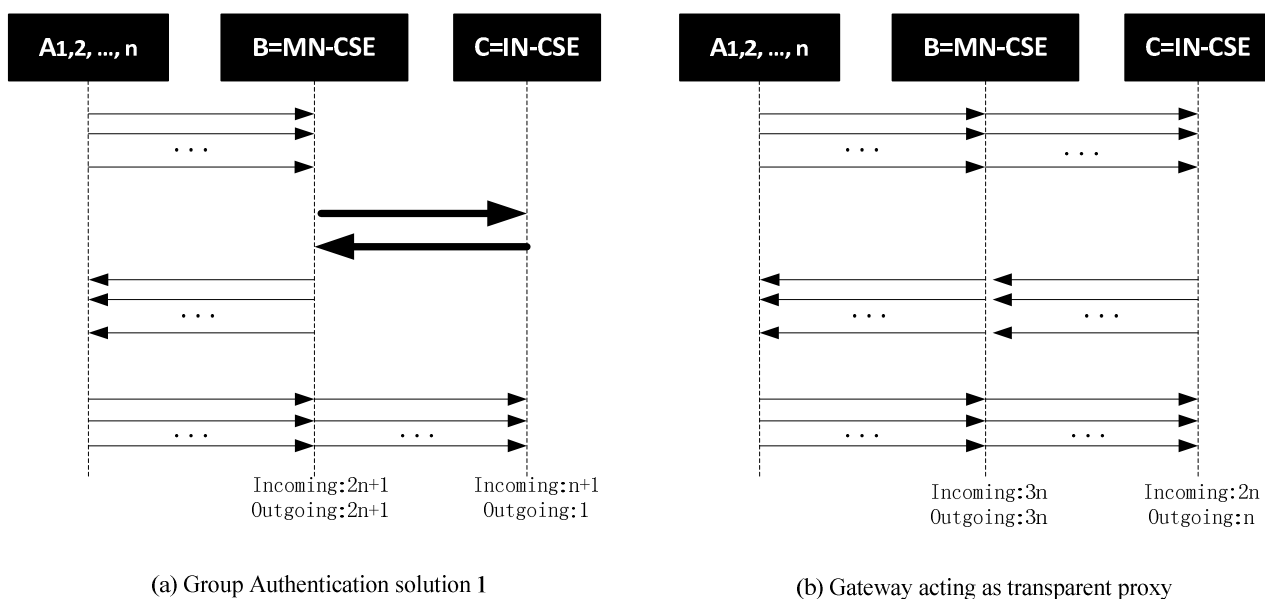 A1,2, ..., n
B=MN-CSE
C=IN-CSE
...
...
...
...
Incoming:2n+1
Outgoing:2n+1
Incoming:n+1
Outgoing:1
(a) Group Authentication solution 1
A1,2, ..., n
B=MN-CSE
C=IN-CSE
...
...
...
...
...
...
Incoming:3n
Outgoing:3n
Incoming:2n
Outgoing:n
(b) Gateway acting as transparent proxy